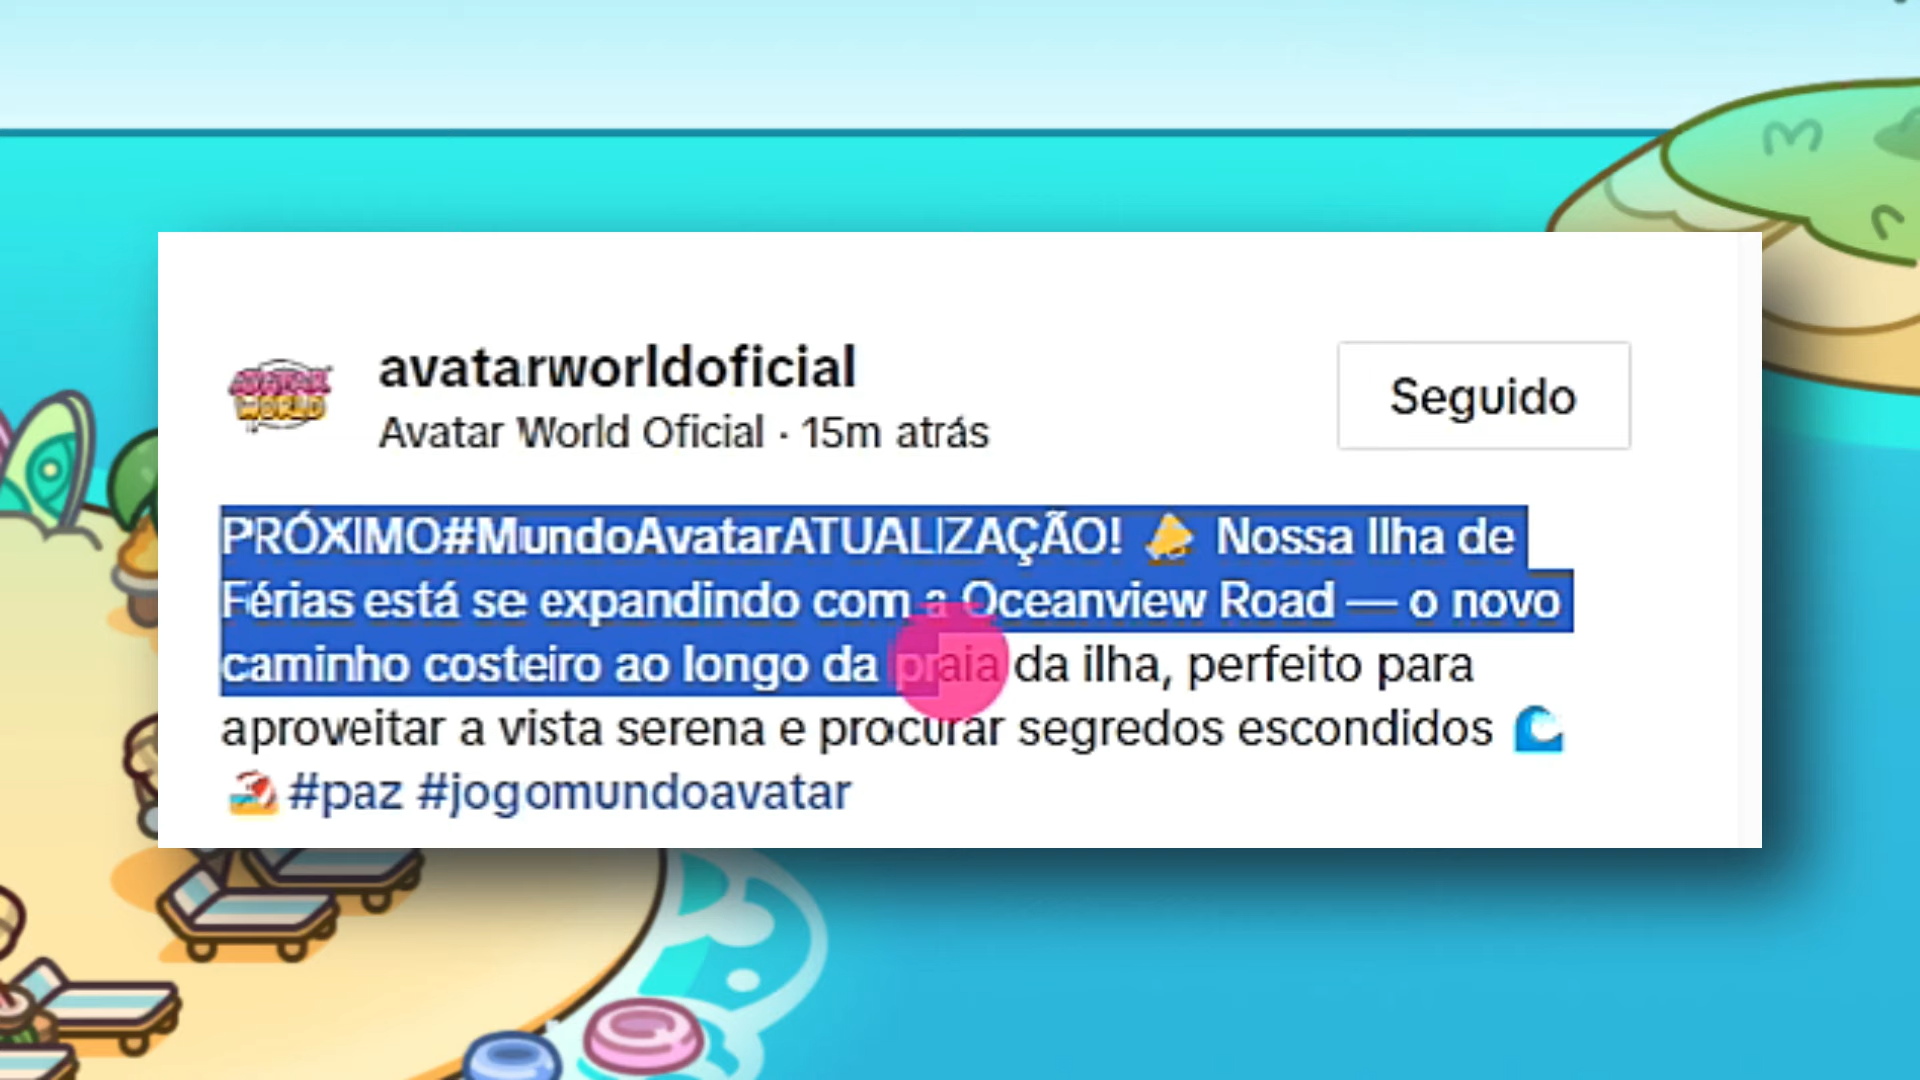 AVATAR
WORLD
avatarworldoficial
Avatar World Oficial · 15m atrás
Seguido
PRÓXIMO#MundoAvatarATUALIZAÇÃO! Nossa Ilha de
Férias está se expandindo com a Oceanview Road — o novo
caminho costeiro ao longo da praia da ilha, perfeito para
aproveitar a vista serena e procurar segredos escondidos 🌊
🏖️ #paz #jogomundoavatar